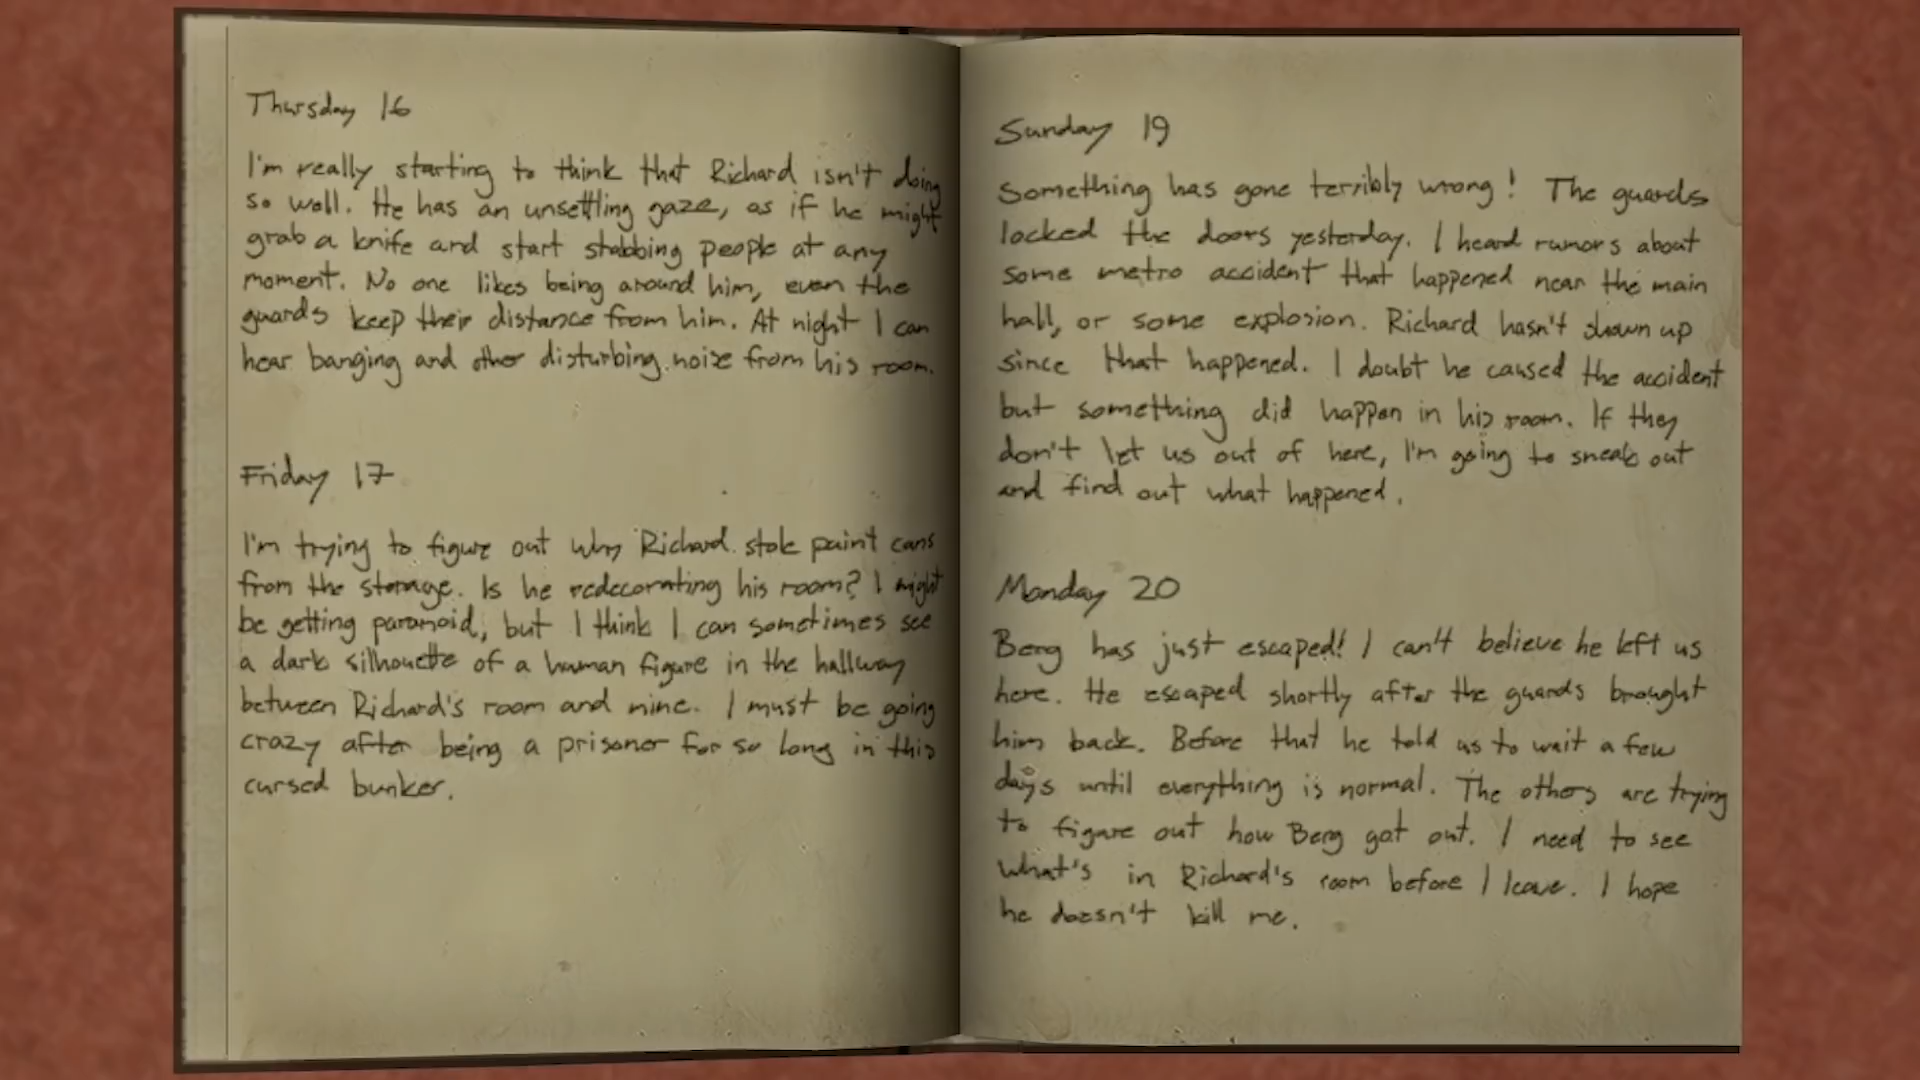 Thursday 16
I'm really starting to think that Richard isn't doing
so well. He has an unsettling gaze, as if he might
grab a knife and start stabbing people at any
moment. No one likes being around him, even the
guards keep their distance from him. At night I can
hear banging and other disturbing noise from his room.
Friday 17
I'm trying to figure out why Richard stole paint cans
from the storage. Is he redecorating his room? I might
be getting paranoid, but I think I can sometimes see
a dark silhouette of a human figure in the hallway
between Richard's room and mine. I must be going
crazy after being a prisoner for so long in this
cursed bunker.
Sunday 19
Something has gone terribly wrong! The guards
locked the doors yesterday. I heard rumors about
some metro accident that happened near the main
hall, or some explosion. Richard hasn't shown up
since that happened. I doubt he caused the accident
but something did happen in his room. If they
don't let us out of here, I'm going to sneak out
and find out what happened.
Monday 20
Berg has just escaped! I can't believe he left us
here. He escaped shortly after the guards brought
him back. Before that he told us to wait a few
days until everything is normal. The others are trying
to figure out how Berg got out. I need to see
what's in Richard's room before I leave. I hope
he doesn't kill me.